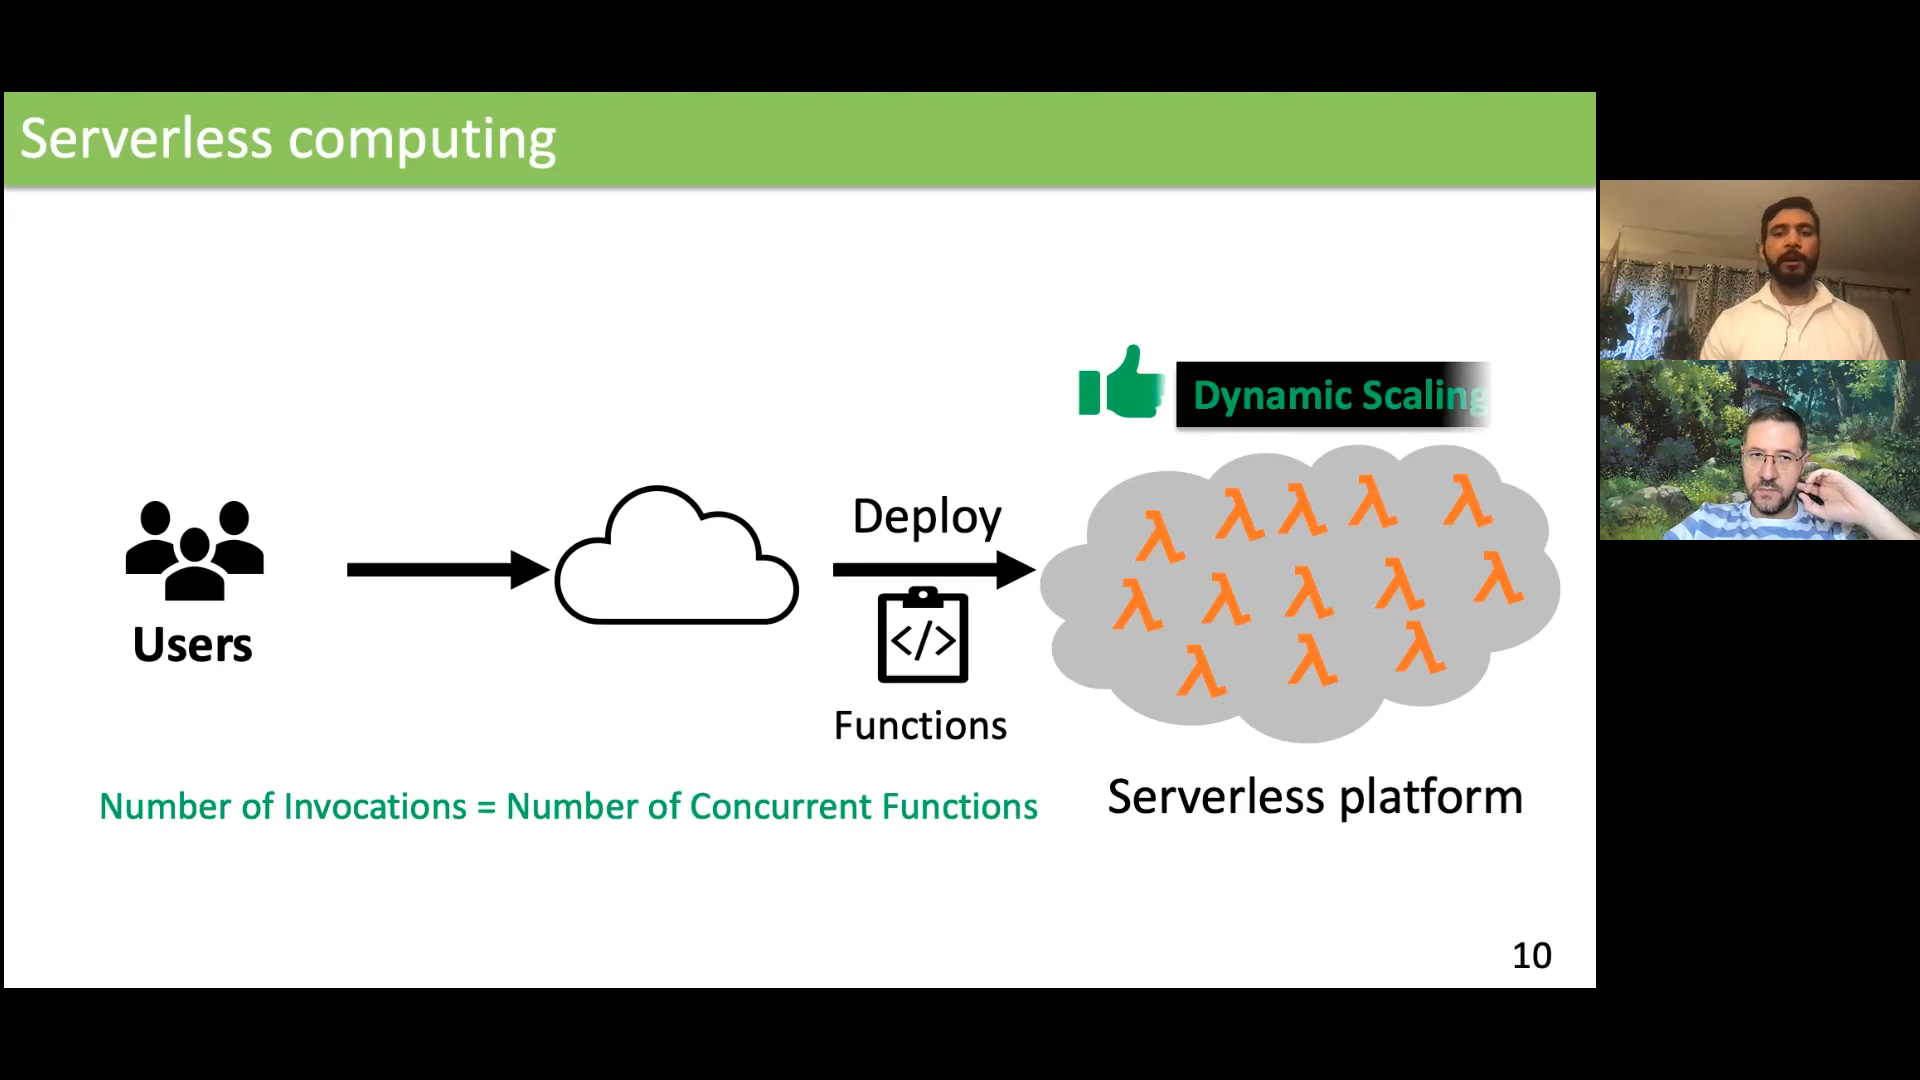 Serverless computing
Dynamic Scaling
Deploy
</>
Users
Functions
Number of Invocations = Number of Concurrent Functions
Serverless platform
λ λ λ λ λ
λ λ λ λ λ
λ λ λ
10